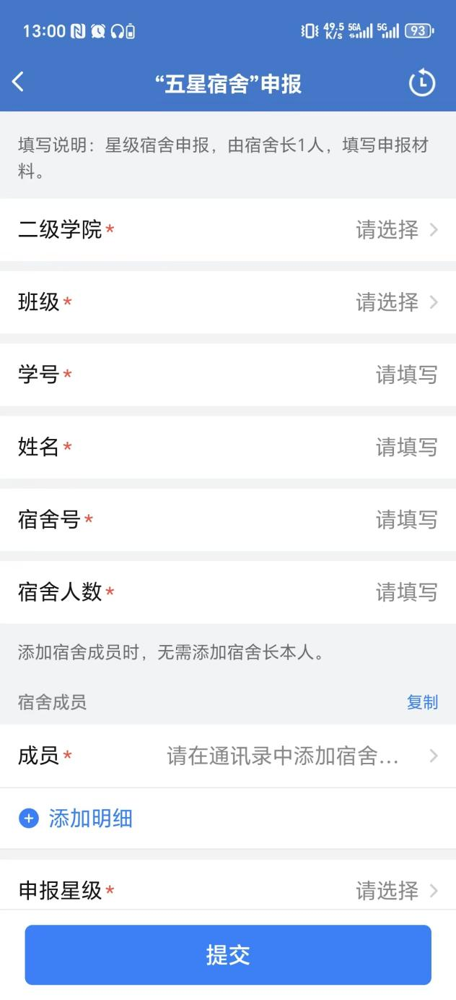 13:00 49.5 K/s 5GA 5G 93
“五星宿舍”申报
填写说明：星级宿舍申报，由宿舍长1人，填写申报材
料。
二级学院* 请选择
班级* 请选择
学号* 请填写
姓名* 请填写
宿舍号* 请填写
宿舍人数* 请填写
添加宿舍成员时，无需添加宿舍长本人。
宿舍成员 复制
成员* 请在通讯录中添加宿舍...
添加明细
申报星级* 请选择
提交